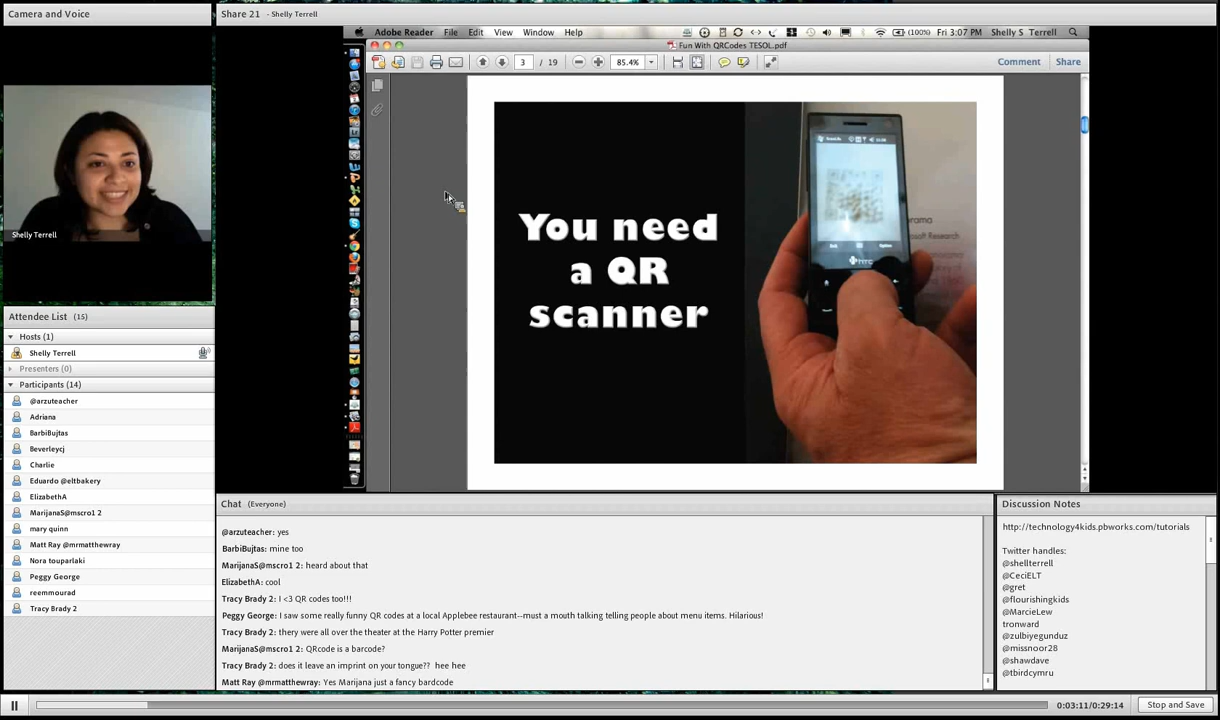 Camera and Voice
Share 21 - Shelly Terrell
Adobe Reader File Edit View Window Help
(100%) Fri 3:07 PM Shelly S Terrell
Fun With QRCodes TESOL.pdf
3 / 19
85.4%
Comment Share
You need
a QR
scanner
Shelly Terrell
Attendee List (15)
Hosts (1)
Shelly Terrell
Presenters (0)
Participants (14)
@arzuteacher
Adriana
BarbiBujtas
Beverleycj
Charlie
Eduardo @eltbakery
ElizabethA
MarijanaS@mscro1 2
mary quinn
Matt Ray @mrmatthewray
Nora touparlaki
Peggy George
reemmourad
Tracy Brady 2
Chat (Everyone)
@arzuteacher: yes
BarbiBujtas: mine too
MarijanaS@mscro1 2: heard about that
ElizabethA: cool
Tracy Brady 2: I <3 QR codes too!!!
Peggy George: I saw some really funny QR codes at a local Applebee restaurant--must a mouth talking telling people about menu items. Hilarious!
Tracy Brady 2: there were all over the theater at the Harry Potter premier
MarijanaS@mscro1 2: QRcode is a barcode?
Tracy Brady 2: does it leave an imprint on your tongue?? hee hee
Matt Ray @mrmatthewray: Yes Marijana just a fancy bardcode
Discussion Notes
http://technology4kids.pbworks.com/tutorials
Twitter handles:
@shellterrell
@CeciELT
@gret
@flourishingkids
@MarcieLew
tronward
@zulbiyegunduz
@missnoor28
@shawdave
@tbirdcymru
0:03:11/0:29:14
Stop and Save